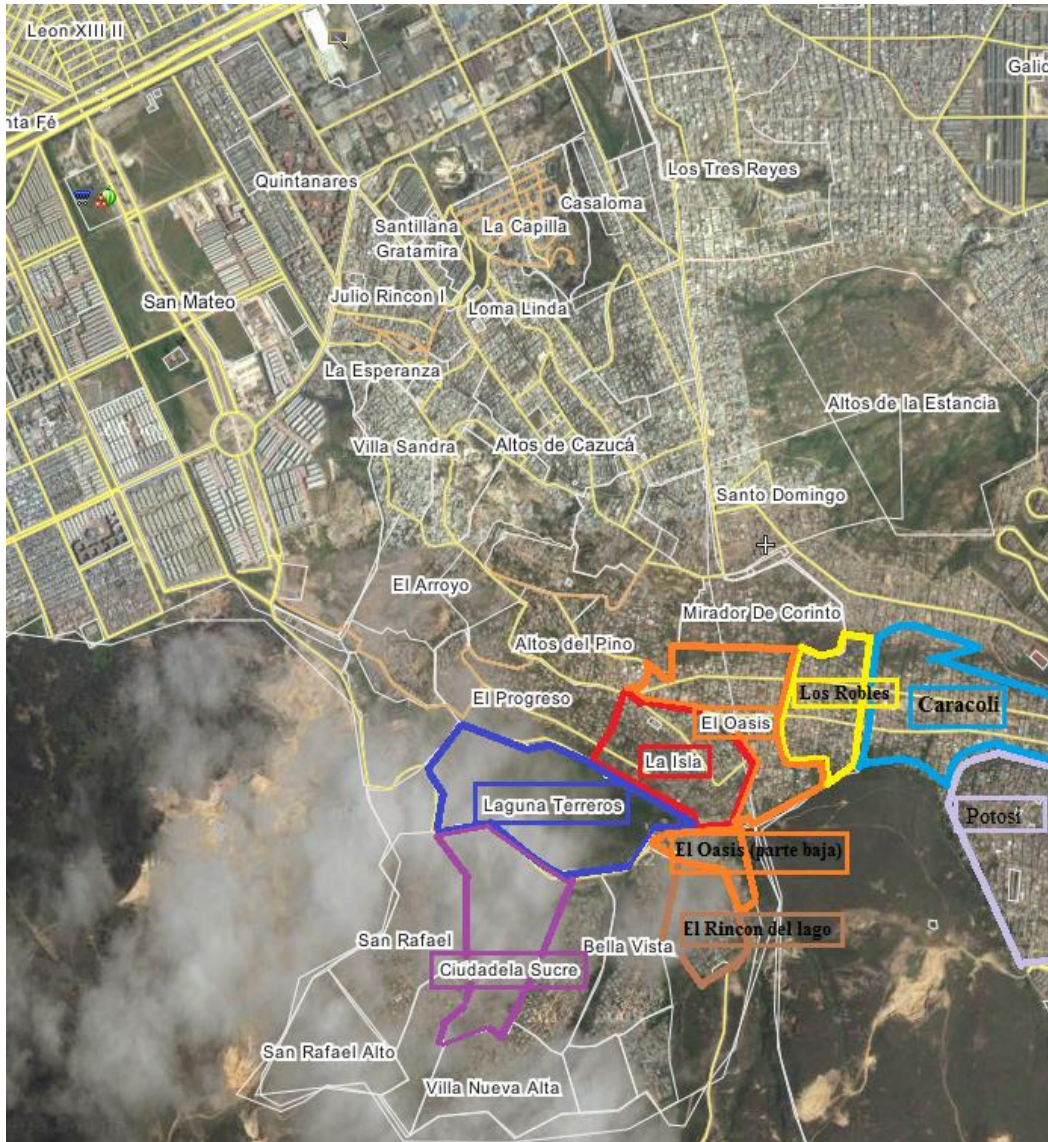 Leon XIII II
Galic
nta Fé
Los Tres Reyes
Quintanares
Casaloma
Santillana
La Capilla
Gratamira
Julio Rincon I
San Mateo
Loma Linda
La Esperanza
Altos de la Estancia
Villa Sandra
Altos de Cazucá
Santo Domingo
El Arroyo
Mirador De Corinto
Altos del Pino
El Progreso
Los Robles
Caracoli
El Oasis
La Isla
Laguna Terreros
Potosí
El Oasis (parte baja)
El Rincon del lago
San Rafael
Bella Vista
Ciudadela Sucre
San Rafael Alto
Villa Nueva Alta